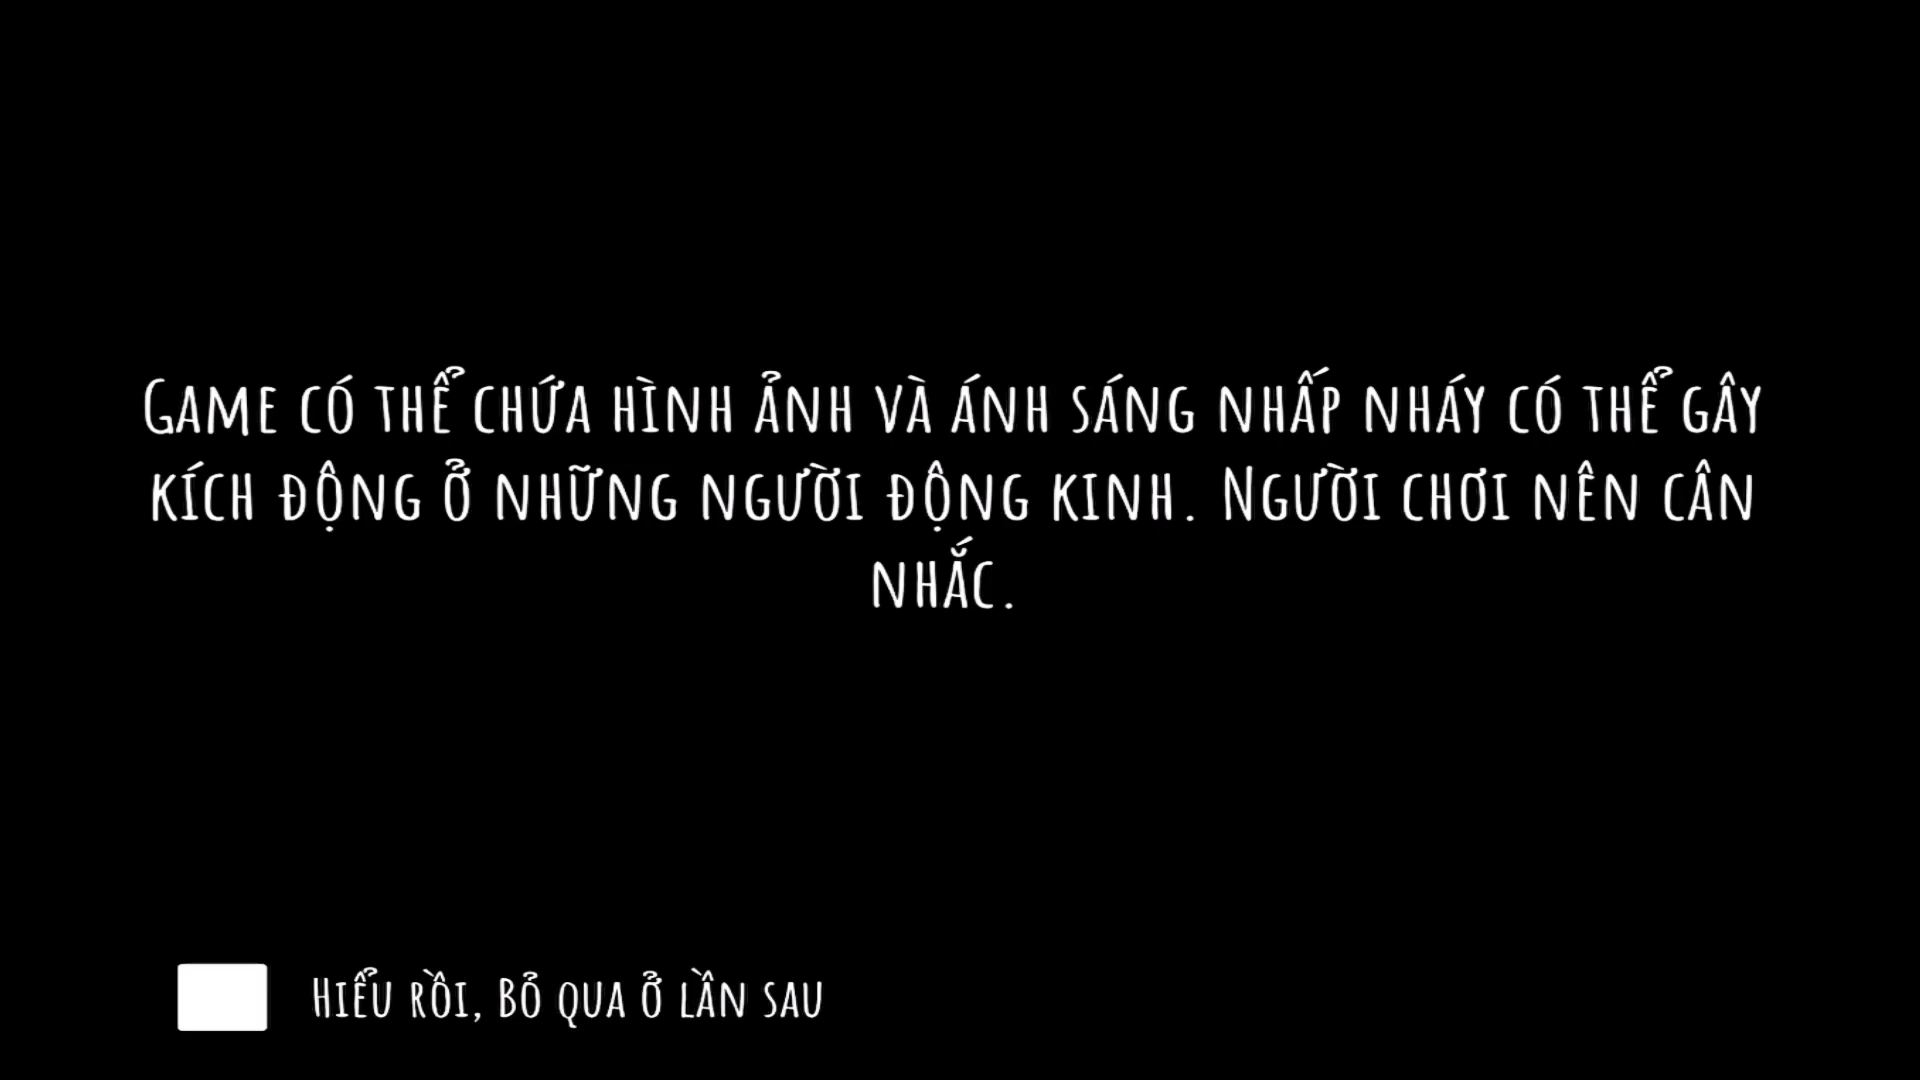 Game có thể chứa hình ảnh và ánh sáng nhấp nháy có thể gây
kích động ở những người động kinh. Người chơi nên cân
nhắc.
Hiểu rồi, Bỏ qua ở lần sau